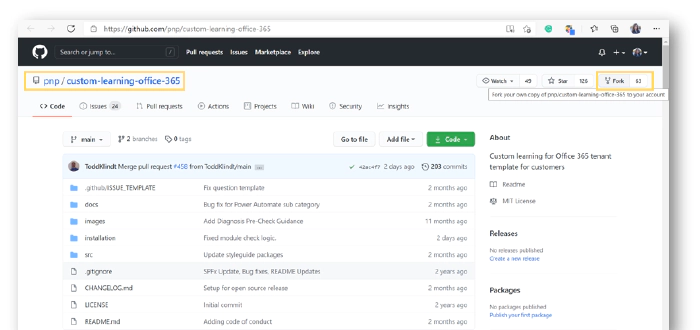 https://github.com/pnp/custom-learning-office-365
Search or jump to... / Pull requests Issues Marketplace Explore
pnp / custom-learning-office-365
Watch 49 Star 126 Fork 63
Fork your own copy of pnp/custom-learning-office-365 to your account
Code Issues 24 Pull requests Actions Projects Wiki Security Insights
main 2 branches 0 tags Go to file Add file Code
About
ToddKlindt Merge pull request #458 from ToddKlindt/main ... 2 days ago 203 commits
Custom learning for Office 365 tenant
template for customers
.github/ISSUE_TEMPLATE Fix question template 2 months ago
Readme
docs Bug fix for Power Automate sub category 2 months ago
MIT License
images Add Diagnosis Pre-Check Guidance 11 months ago
installation Fixed module check logic. 2 days ago
Releases
src Update styleguide packages 2 months ago
No releases published
Create a new release
.gitignore SPFx Update, Bug fixes, README Updates 2 years ago
CHANGELOG.md Setup for open source release 2 months ago
Packages
LICENSE Initial commit 2 years ago
No packages published
Publish your first package
README.md Adding code of conduct 2 months ago